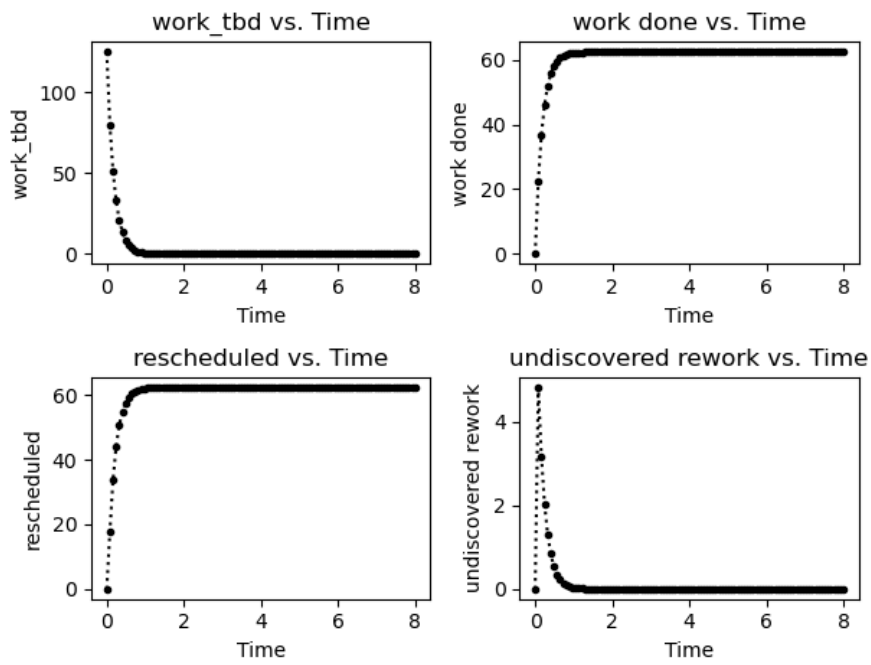 work_tbd vs. Time
work_tbd
100
50
0
0 2 4 6 8
Time
work done vs. Time
work done
60
40
20
0
0 2 4 6 8
Time
rescheduled vs. Time
rescheduled
60
40
20
0
0 2 4 6 8
Time
undiscovered rework vs. Time
undiscovered rework
4
2
0
0 2 4 6 8
Time